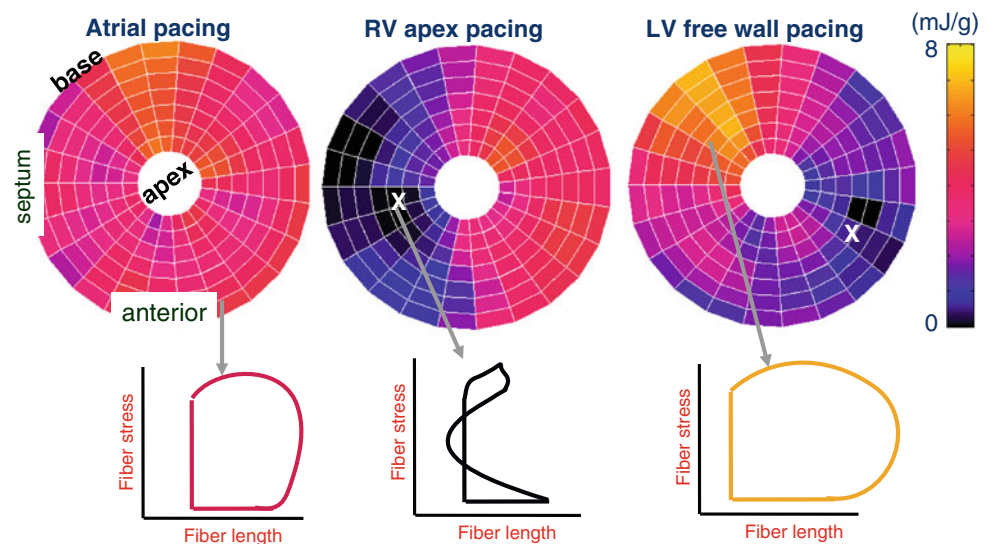 Atrial pacing
RV apex pacing
LV free wall pacing
(mJ/g)
8
0
base
apex
septum
anterior
X
X
Fiber stress
Fiber length
Fiber stress
Fiber length
Fiber stress
Fiber length